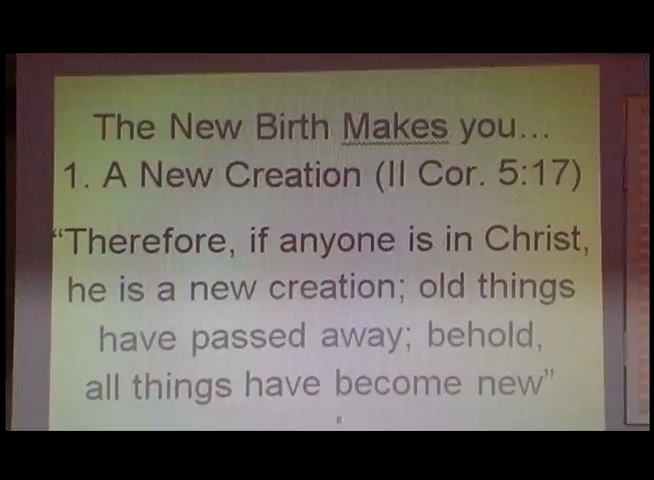 The New Birth Makes you...
1. A New Creation (II Cor. 5:17)
“Therefore, if anyone is in Christ,
he is a new creation; old things
have passed away; behold,
all things have become new”